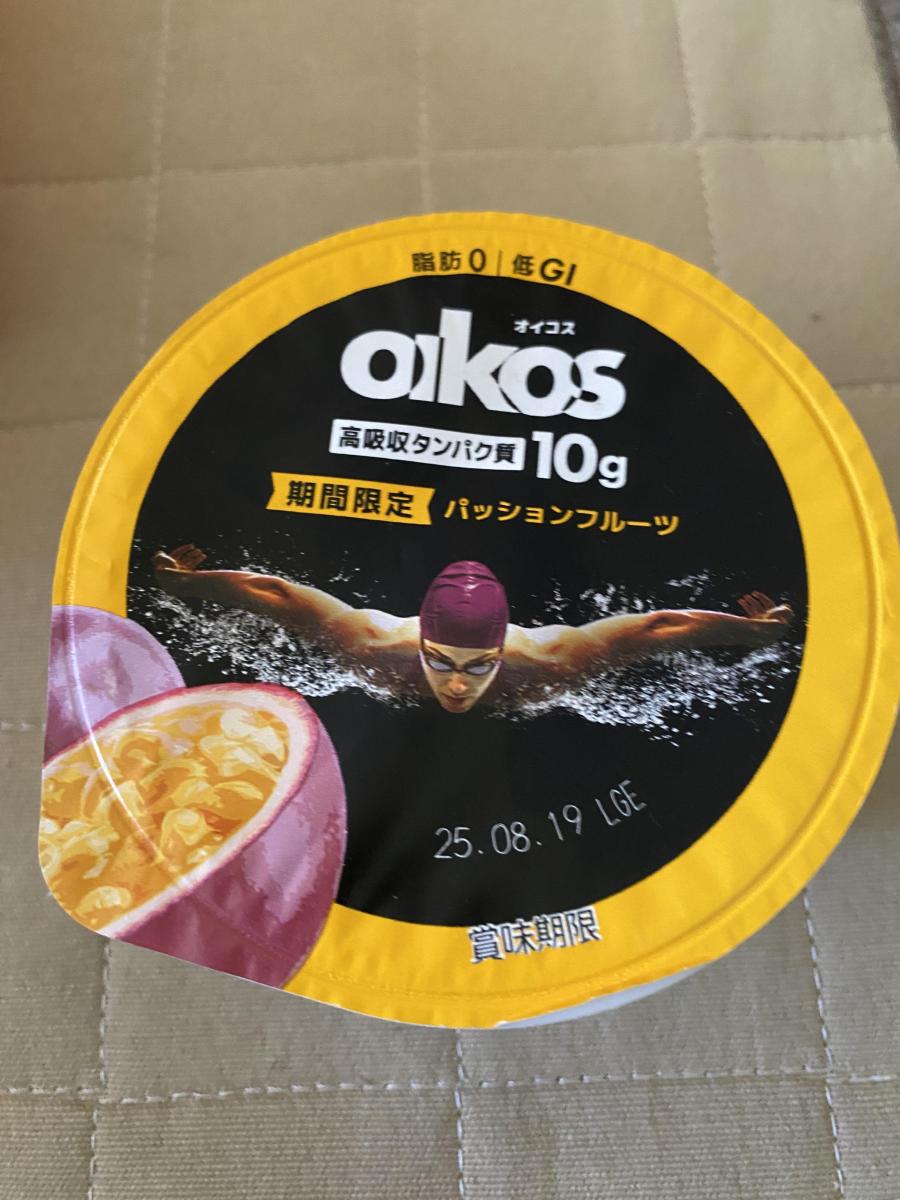 脂肪0|低GI
オイコス
oikos
高吸収タンパク質 10g
期間限定 パッションフルーツ
25.08.19 LGE
賞味期限